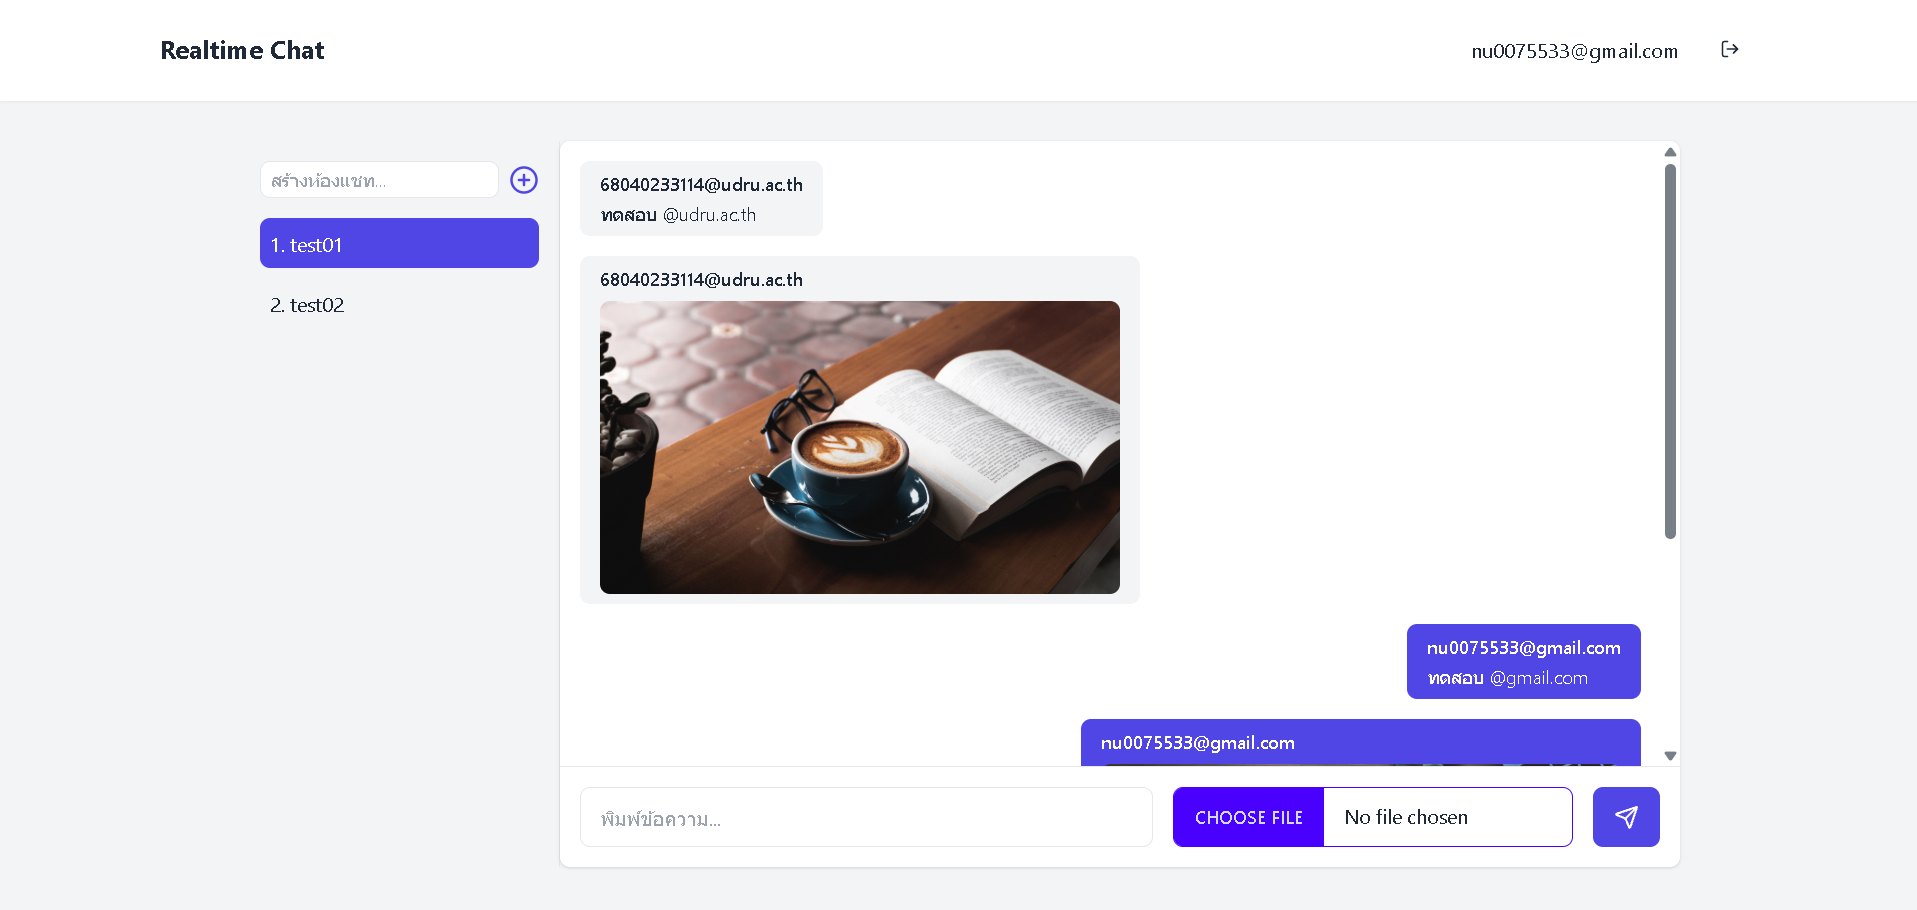 Realtime Chat
nu0075533@gmail.com
สร้างห้องแชท...
1. test01
2. test02
68040233114@udru.ac.th
ทดสอบ @udru.ac.th
68040233114@udru.ac.th
nu0075533@gmail.com
ทดสอบ @gmail.com
nu0075533@gmail.com
พิมพ์ข้อความ...
CHOOSE FILE
No file chosen